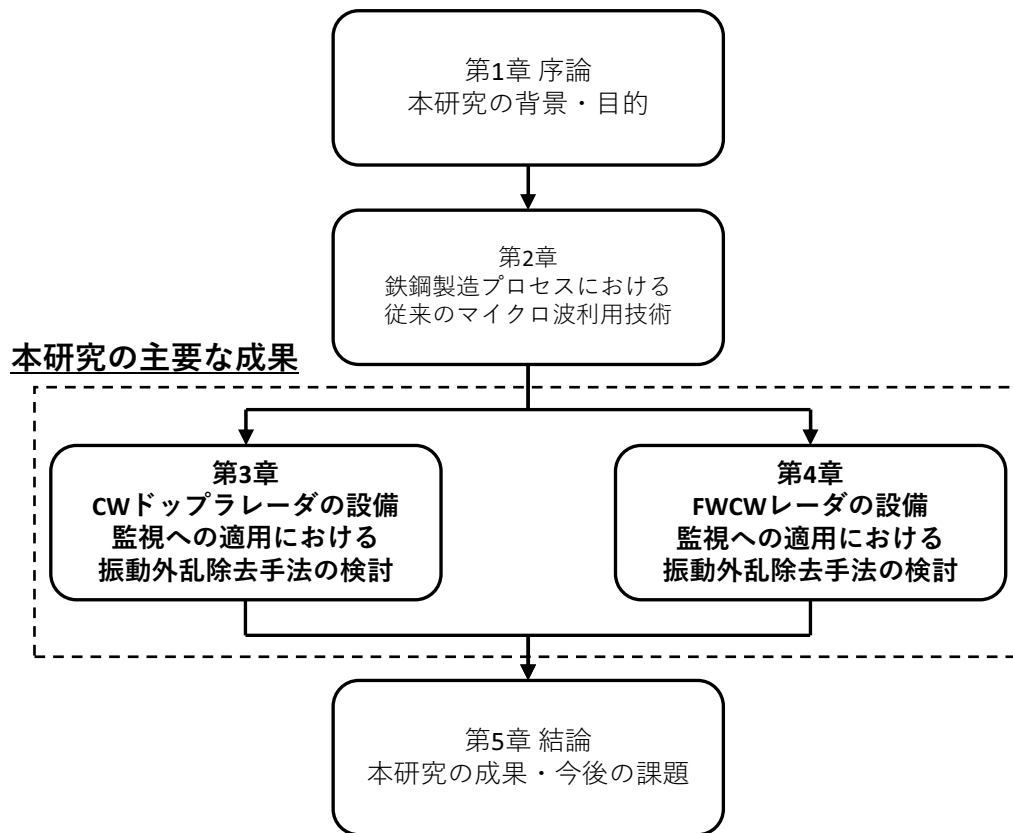 第1章 序論
本研究の背景・目的
第2章
鉄鋼製造プロセスにおける
従来のマイクロ波利用技術
本研究の主要な成果
第3章
CWドップラレーダの設備
監視への適用における
振動外乱除去手法の検討
第4章
FWCWレーダの設備
監視への適用における
振動外乱除去手法の検討
第5章 結論
本研究の成果・今後の課題